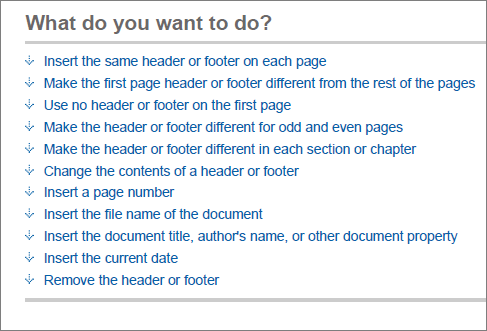 What do you want to do?
Insert the same header or footer on each page
Make the first page header or footer different from the rest of the pages
Use no header or footer on the first page
Make the header or footer different for odd and even pages
Make the header or footer different in each section or chapter
Change the contents of a header or footer
Insert a page number
Insert the file name of the document
Insert the document title, author's name, or other document property
Insert the current date
Remove the header or footer